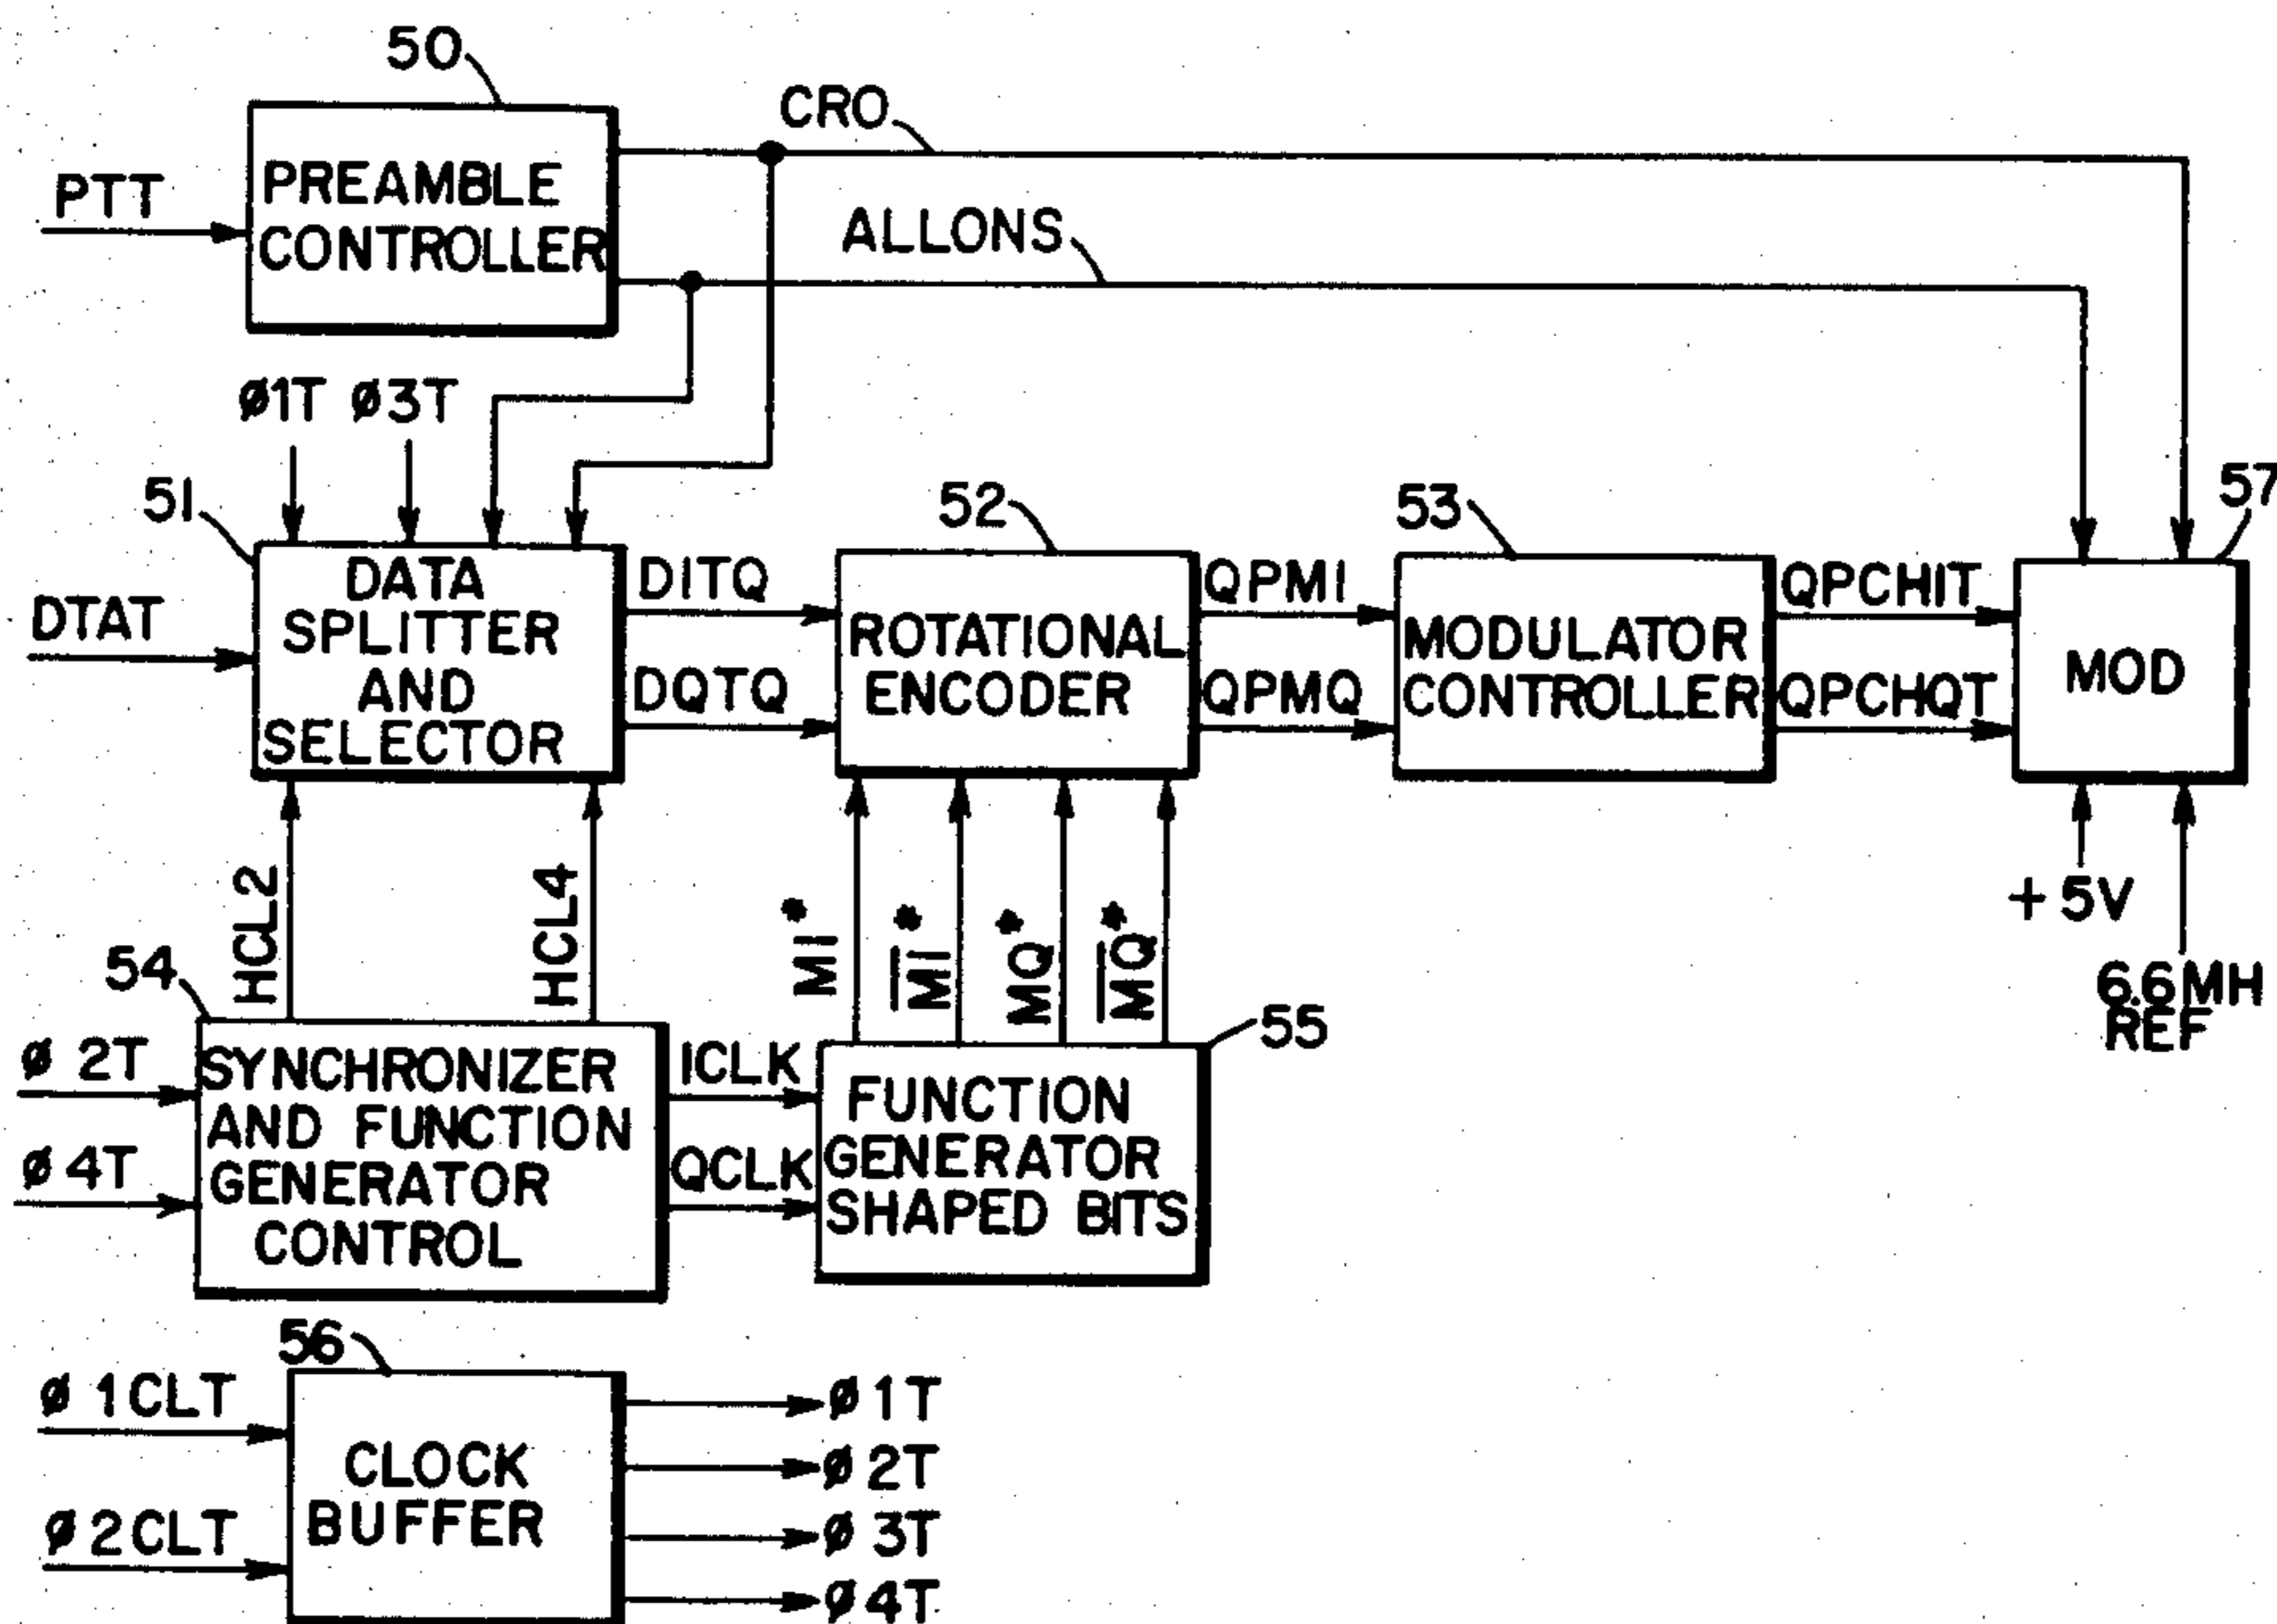 50
CRO
PTT
PREAMBLE
CONTROLLER
ALLONS
ø1T ø3T
51
52
53
57
DTAT
DATA
SPLITTER
AND
SELECTOR
DITQ
DQTQ
ROTATIONAL
ENCODER
QPMI
QPMQ
MODULATOR
CONTROLLER
QPCHIT
QPCHQT
MOD
+5V
6.6MH
REF
HCL2
HCL4
MI*
M̅I̅*
MQ*
M̅Q̅*
54
55
ø 2T
ø 4T
SYNCHRONIZER
AND FUNCTION
GENERATOR
CONTROL
ICLK
QCLK
FUNCTION
GENERATOR
SHAPED BITS
56
ø 1CLT
ø 2CLT
CLOCK
BUFFER
ø 1T
ø 2T
ø 3T
ø 4T